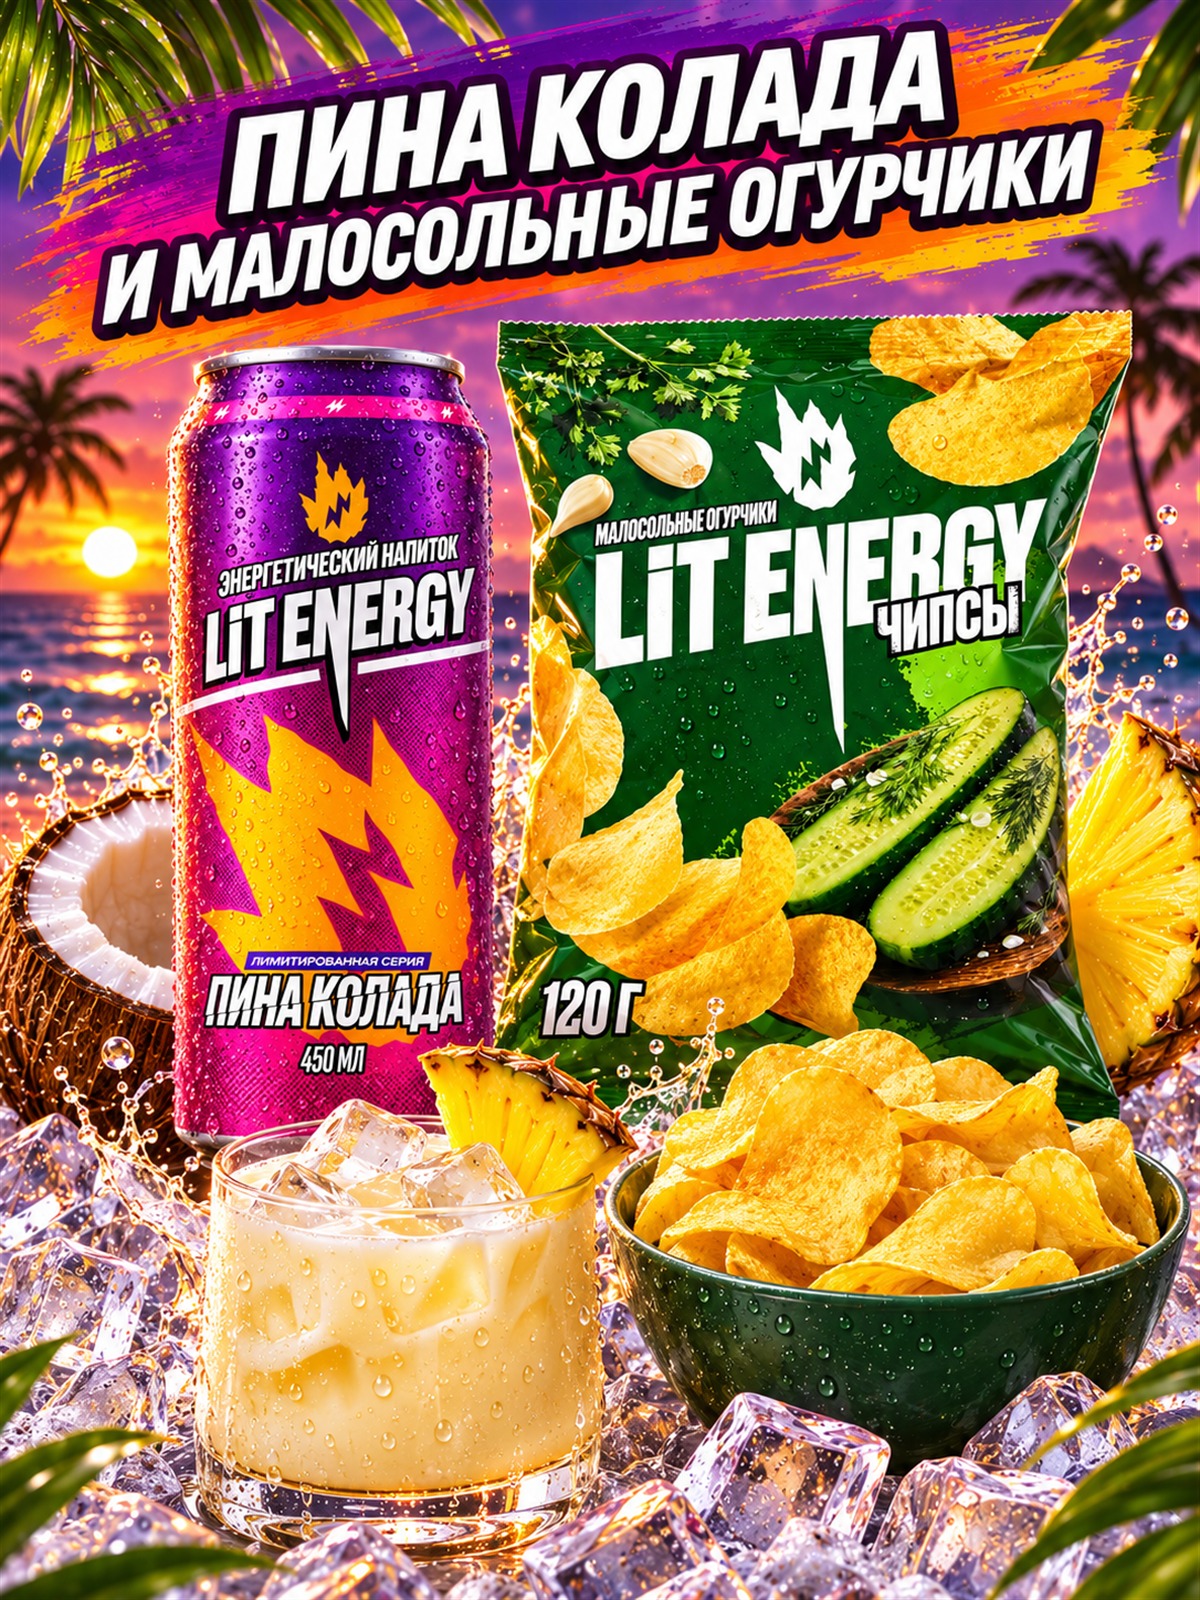 ПИНА КОЛАДА
И МАЛОСОЛЬНЫЕ ОГУРЧИКИ
ЭНЕРГЕТИЧЕСКИЙ НАПИТОК
LiT ENERGY
ЛИМИТИРОВАННАЯ СЕРИЯ
ПИНА КОЛАДА
450 МЛ
МАЛОСОЛЬНЫЕ ОГУРЧИКИ
LiT ENERGY
ЧИПСЫ
120 Г